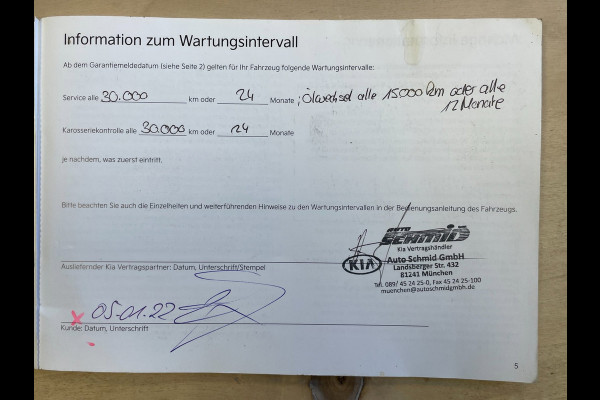 Information zum Wartungsintervall
Ab dem Garantiemeldedatum (siehe Seite 2) gelten für Ihr Fahrzeug folgende Wartungsintervalle:
Service alle 30.000 km oder 24 Monate ; Ölwechsel alle 15000 km oder alle
12 Monate
Karosseriekontrolle alle 30.000 km oder 24 Monate
je nachdem, was zuerst eintrifft.
Bitte beachten Sie auch die Einzelheiten und weiterführenden Hinweise zu den Wartungsintervallen in der Bedienungsanleitung des Fahrzeugs.
AUTO
SCHMID
Kia Vertragshändler
KIA Auto Schmid GmbH
Landsberger Str. 432
81241 München
Tel. 089/ 45 24 25-0, Fax 45 24 25-100
muenchen@autoschmidgmbh.de
Ausliefernder Kia Vertragspartner: Datum, Unterschrift/Stempel
x 05.01.22
Kunde: Datum, Unterschrift
5